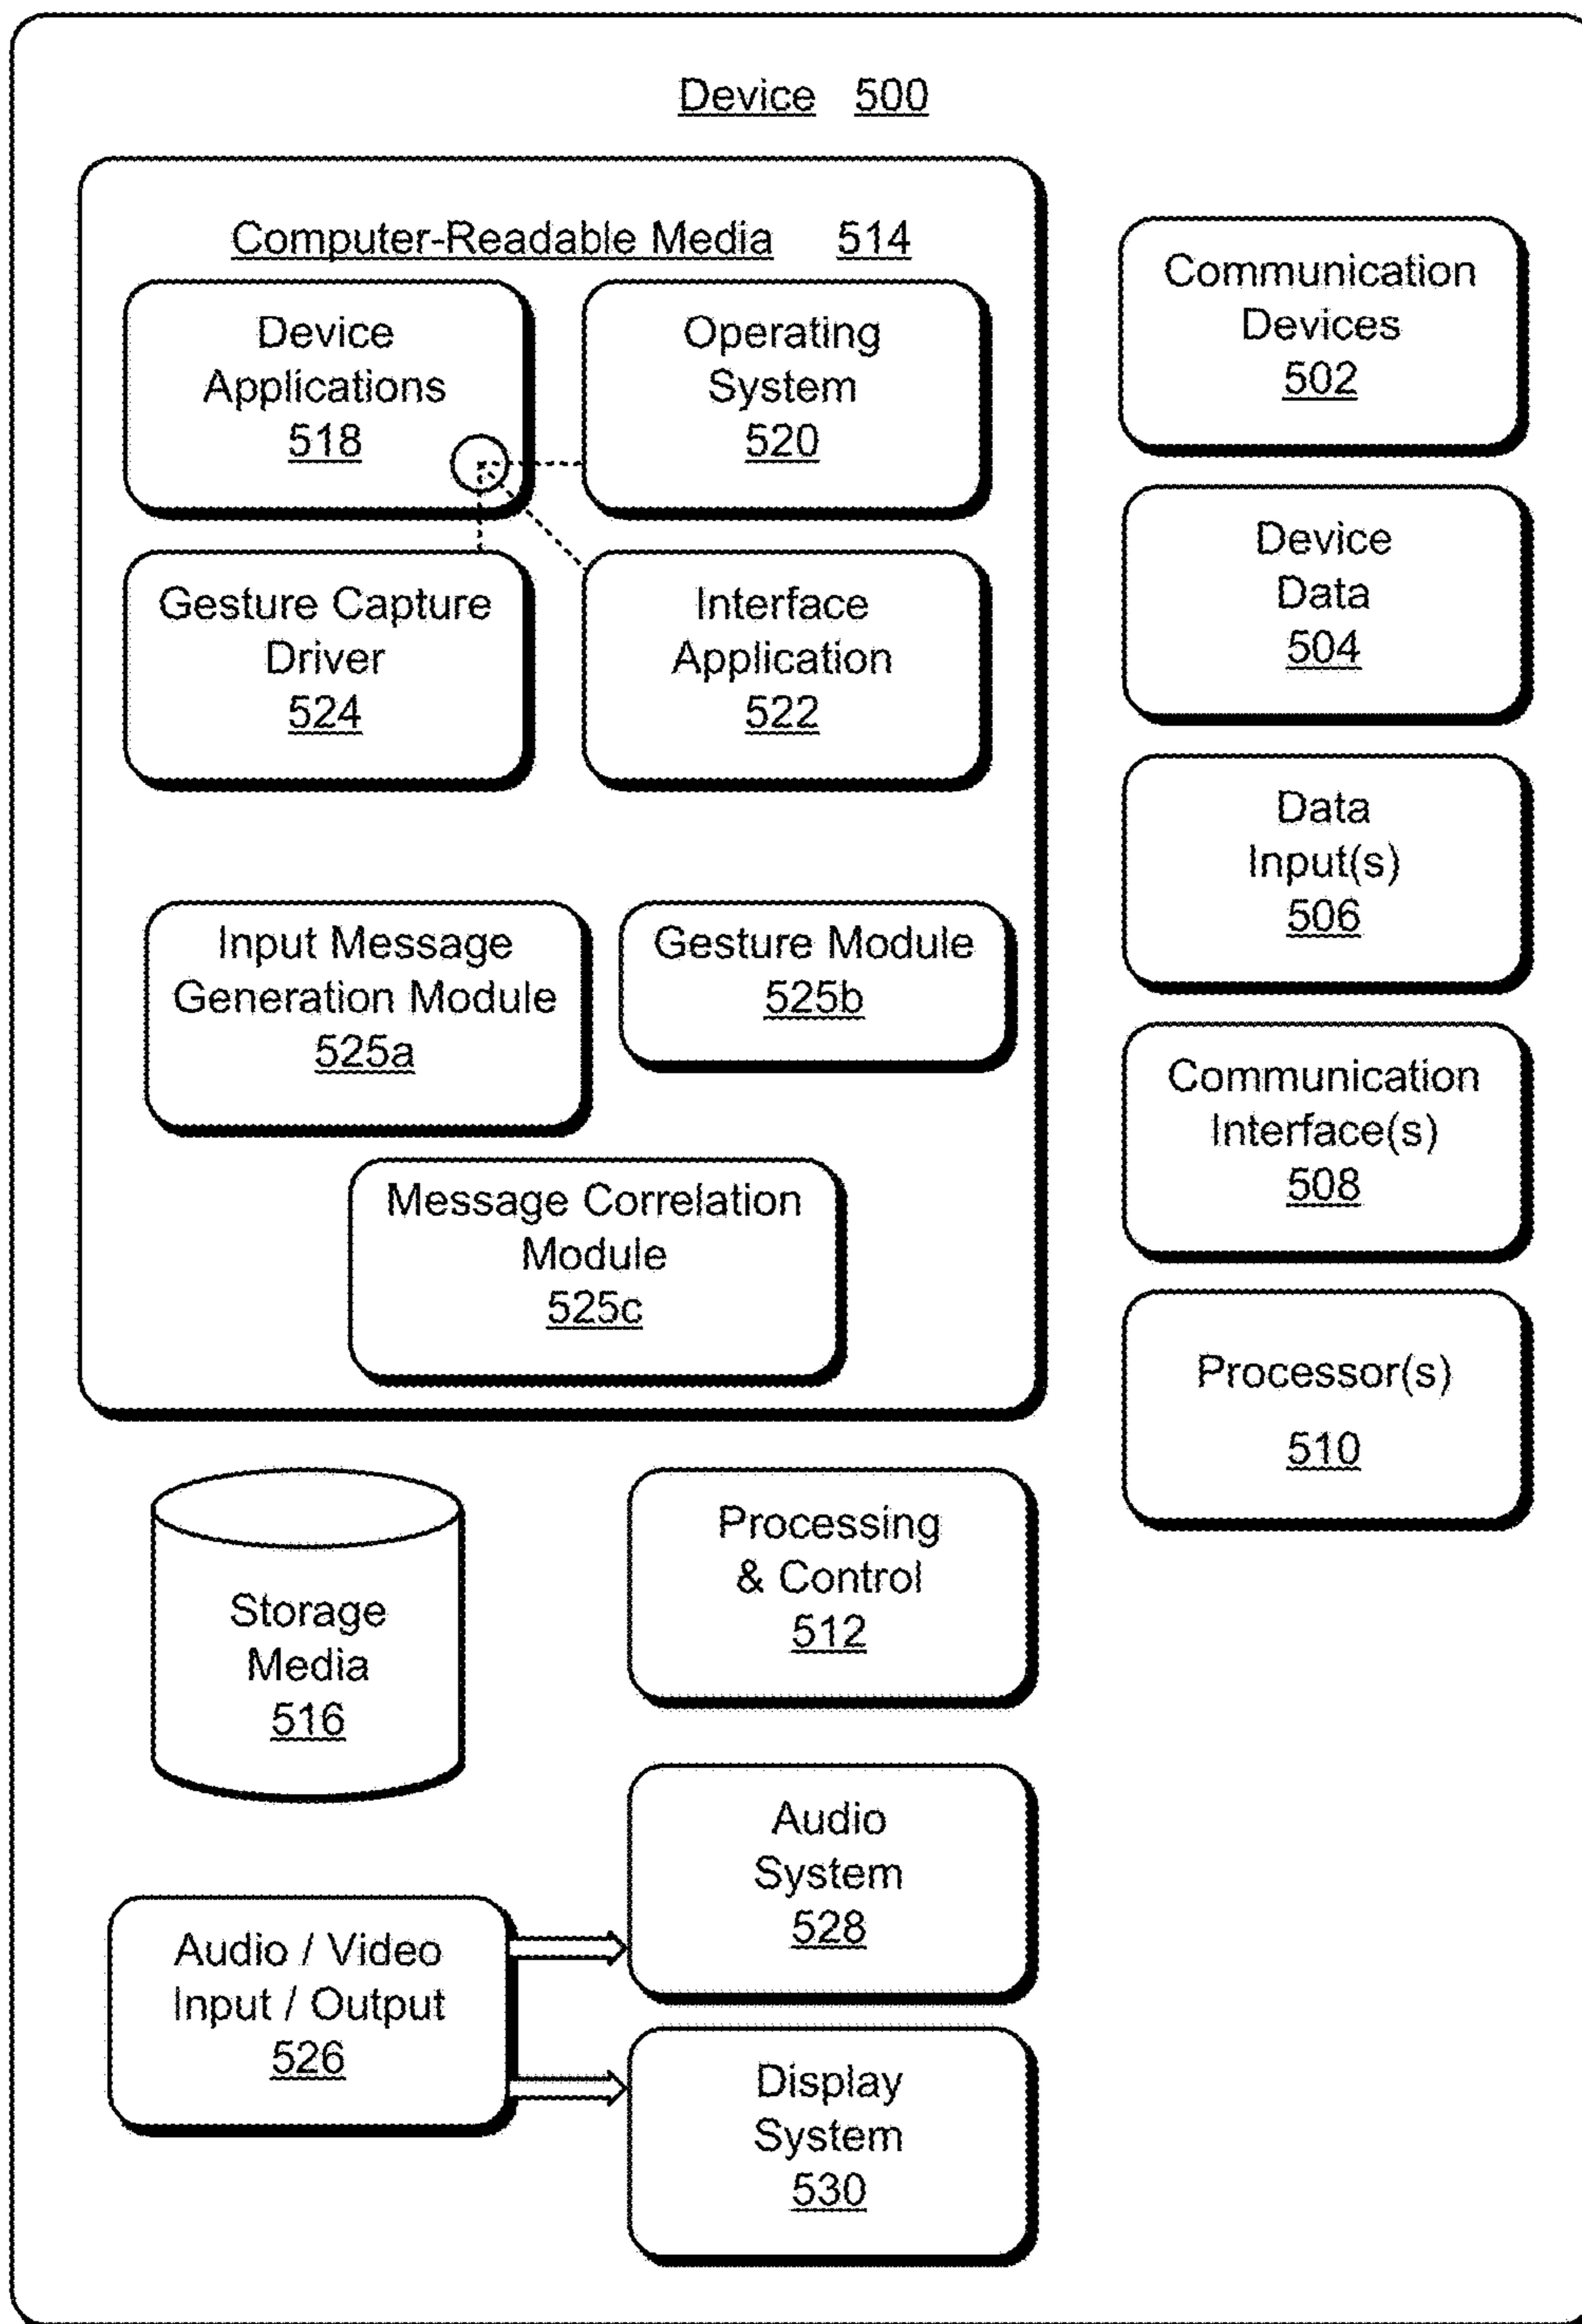 Device 500
Computer-Readable Media 514
Device
Applications
518
Operating
System
520
Gesture Capture
Driver
524
Interface
Application
522
Input Message
Generation Module
525a
Gesture Module
525b
Message Correlation
Module
525c
Communication
Devices
502
Device
Data
504
Data
Input(s)
506
Communication
Interface(s)
508
Processor(s)
510
Storage
Media
516
Processing
& Control
512
Audio / Video
Input / Output
526
Audio
System
528
Display
System
530